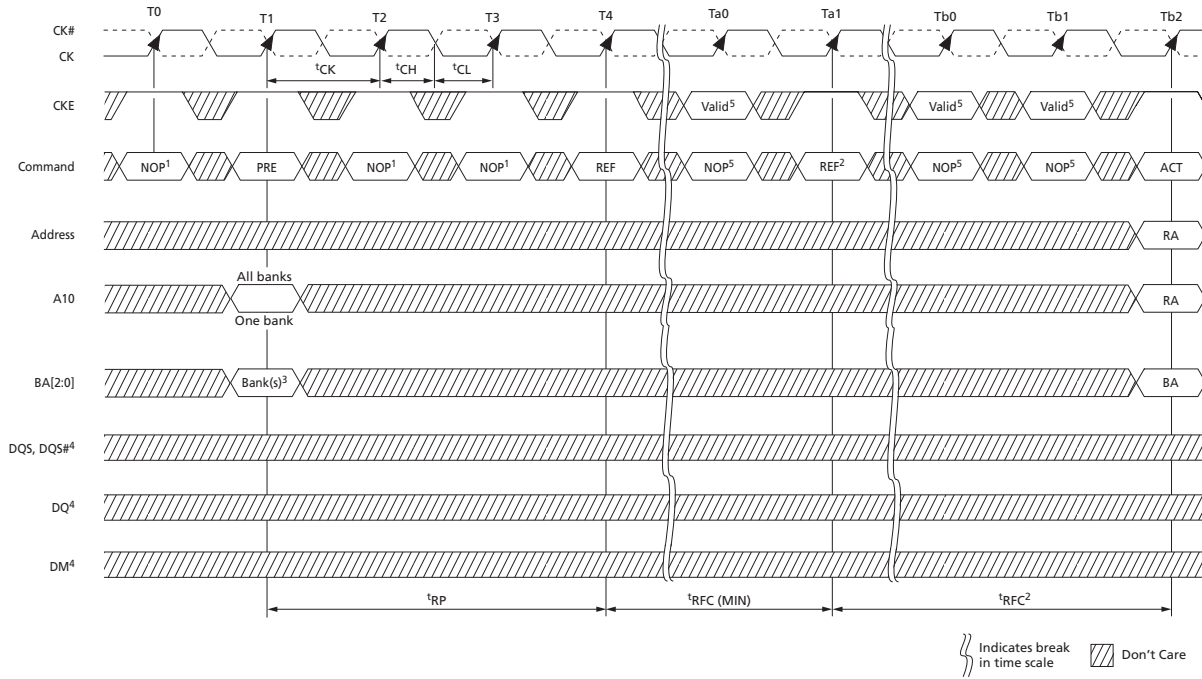 T0 T1 T2 T3 T4 Ta0 Ta1 Tb0 Tb1 Tb2
CK#
CK
tCK tCH tCL
CKE Valid5 Valid5 Valid5
Command NOP1 PRE NOP1 NOP1 REF NOP5 REF2 NOP5 NOP5 ACT
Address RA
All banks
A10 RA
One bank
BA[2:0] Bank(s)3 BA
DQS, DQS#4
DQ4
DM4
tRP tRFC (MIN) tRFC2
Indicates break
in time scale
Don't Care